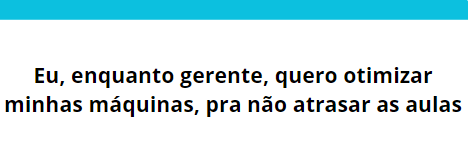 Eu, enquanto gerente, quero otimizar
minhas máquinas, pra não atrasar as aulas